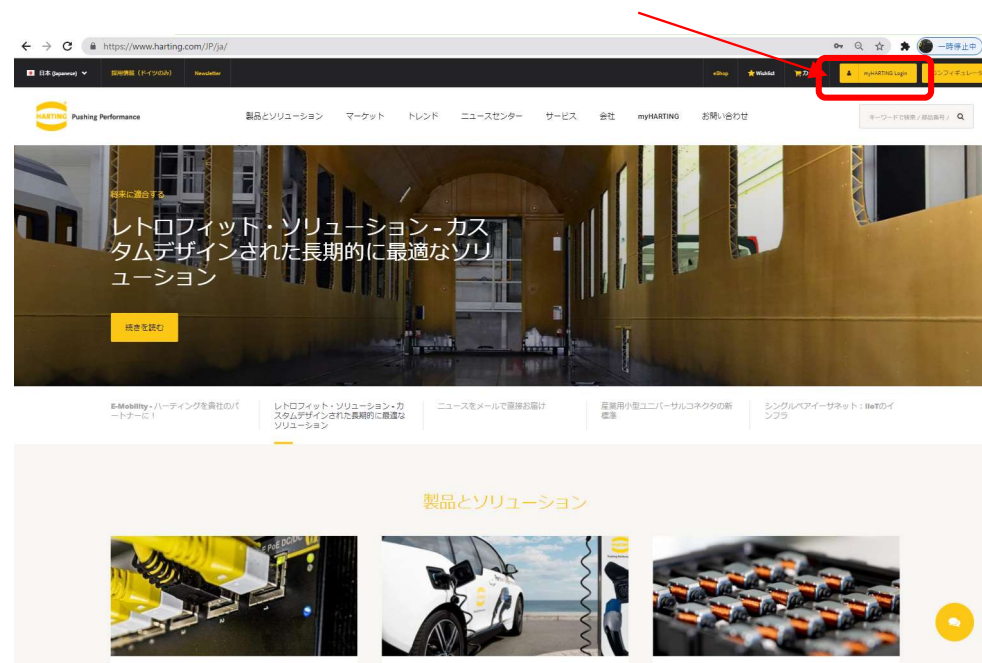 https://www.harting.com/JP/ja/
一時停止中
日本 (Japanese)
採用情報（ドイツのみ）
Newsletter
eShop
Wishlist
myHARTING Login
HARTING
Pushing Performance
製品とソリューション
マーケット
トレンド
ニュースセンター
サービス
会社
myHARTING
お問い合わせ
キーワードで検索 / 部品番号 /
将来に適合する
レトロフィット・ソリューション - カス
タムデザインされた長期的に最適なソリ
ューション
続きを読む
E-Mobility - ハーティングを貴社のパ
ートナーに！
レトロフィット・ソリューション - カ
スタムデザインされた長期的に最適な
ソリューション
ニュースをメールで直接お届け
産業用小型ユニバーサルコネクタの新
標準
シングルペアイーサネット：IIoTのイ
ンフラ
製品とソリューション
PoE DC/DC